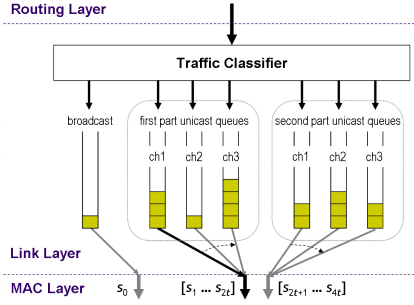 Routing Layer
Traffic Classifier
broadcast
first part unicast queues
second part unicast queues
ch1 ch2 ch3
ch1 ch2 ch3
Link Layer
MAC Layer
s0
[s1 ... s2t]
[s2t+1 ... s4t]